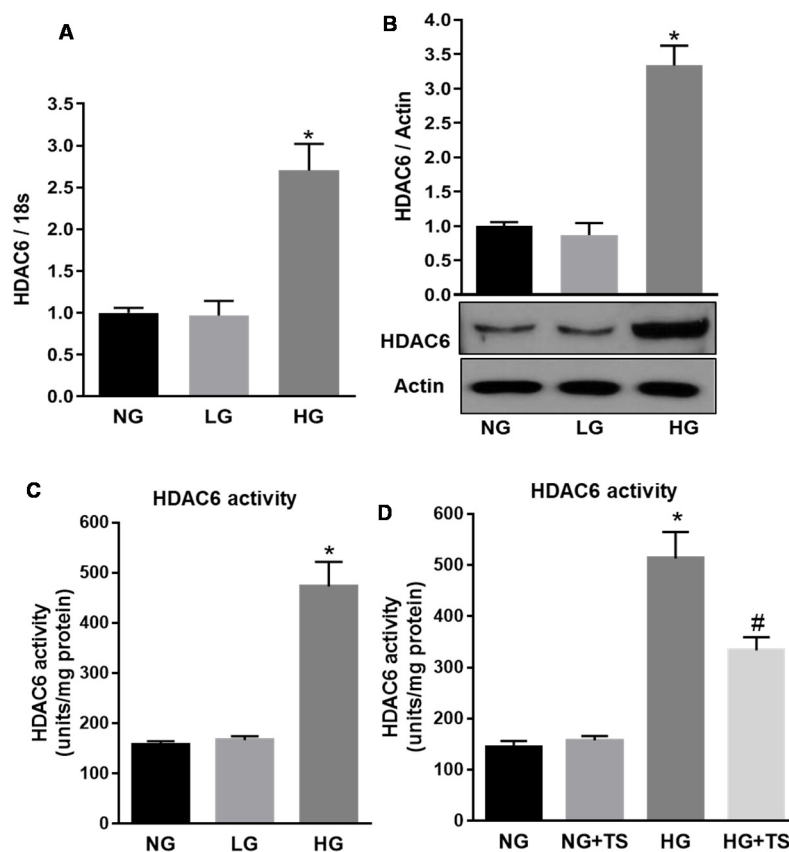 A
HDAC6 / 18s
3.5
3.0
2.5
2.0
1.5
1.0
0.5
0.0
*
NG LG HG
B
HDAC6 / Actin
4.0
3.5
3.0
2.5
2.0
1.5
1.0
0.5
0.0
*
HDAC6
Actin
NG LG HG
C
HDAC6 activity
HDAC6 activity
(units/mg protein)
600
500
400
300
200
100
0
*
NG LG HG
D
HDAC6 activity
HDAC6 activity
(units/mg protein)
600
500
400
300
200
100
0
*
#
NG NG+TS HG HG+TS